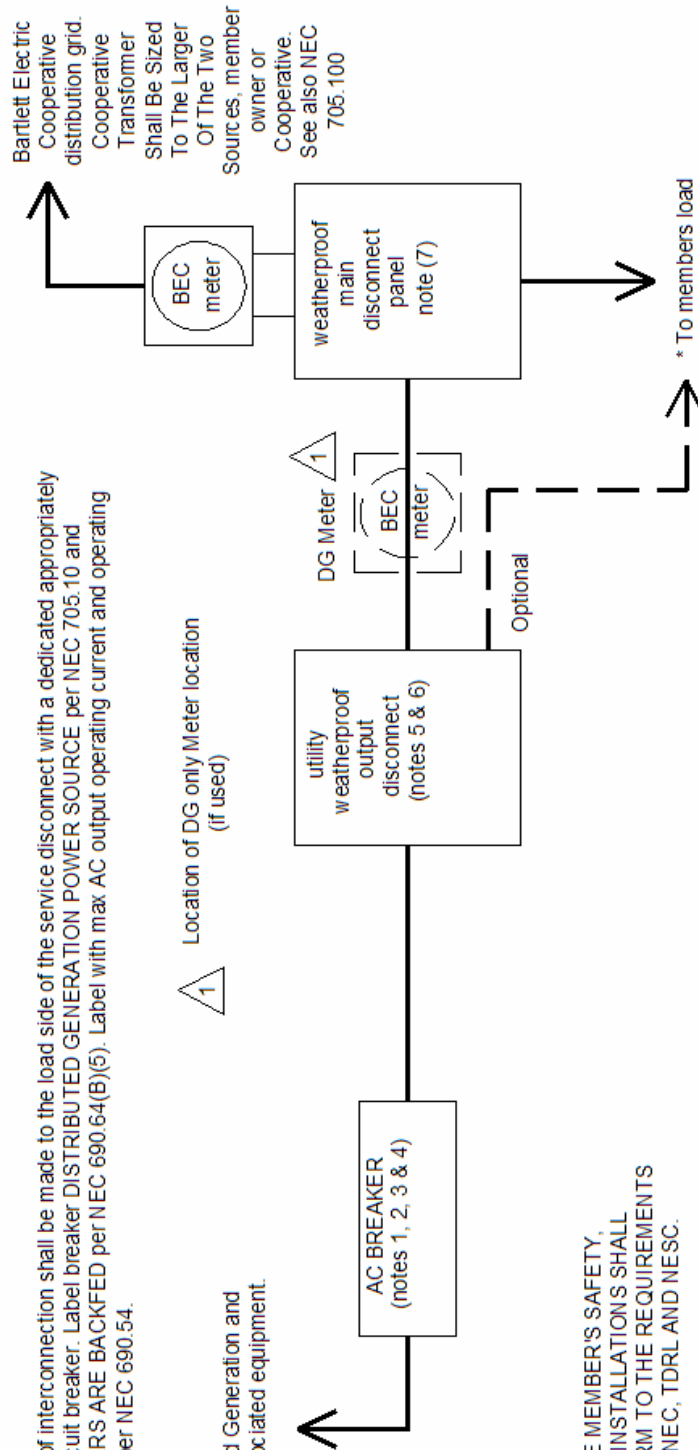 of interconnection shall be made to the load side of the service disconnect with a dedicated appropriately
uit breaker. Label breaker DISTRIBUTED GENERATION POWER SOURCE per NEC 705.10 and
RS ARE BACKFED per NEC 690.64(B)(5). Label with max AC output operating current and operating
per NEC 690.54.
Bartlett Electric
Cooperative
distribution grid.
Cooperative
Transformer
Shall Be Sized
To The Larger
Of The Two
Sources, member
owner or
Cooperative.
See also NEC
705.100
1
Location of DG only Meter location
(if used)
d Generation and
ociated equipment.
AC BREAKER
(notes 1, 2, 3 & 4)
utility
weatherproof
output
disconnect
(notes 5 & 6)
Optional
DG Meter
1
BEC
meter
BEC
meter
weatherproof
main
disconnect
panel
note (7)
* To members load
E MEMBER'S SAFETY,
INSTALLATIONS SHALL
RM TO THE REQUIREMENTS
NEC, TDRL AND NESC.